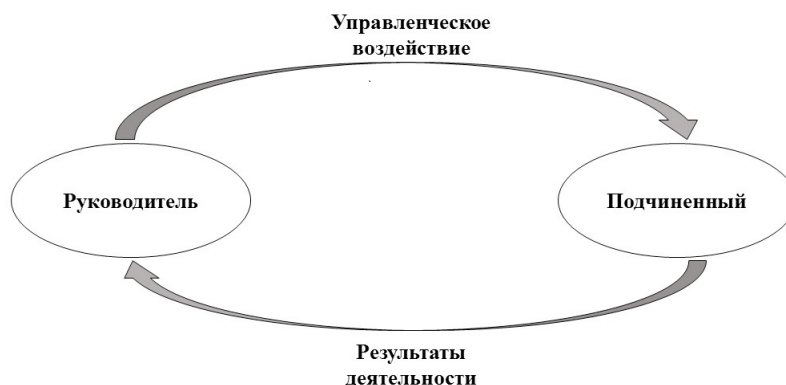 Управленческое
воздействие
Руководитель
Подчиненный
Результаты
деятельности